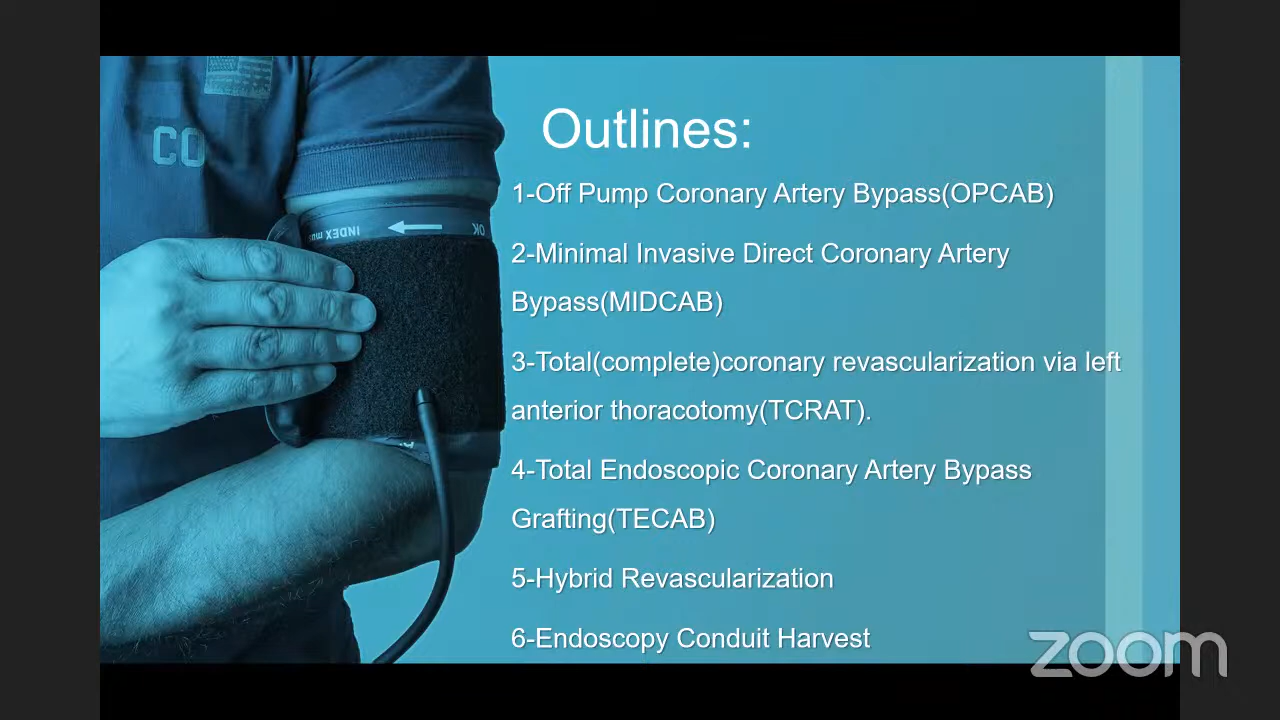 CO
INDEX
OK
Outlines:
1-Off Pump Coronary Artery Bypass(OPCAB)
2-Minimal Invasive Direct Coronary Artery
Bypass(MIDCAB)
3-Total(complete)coronary revascularization via left
anterior thoracotomy(TCRAT).
4-Total Endoscopic Coronary Artery Bypass
Grafting(TECAB)
5-Hybrid Revascularization
6-Endoscopy Conduit Harvest
zoom